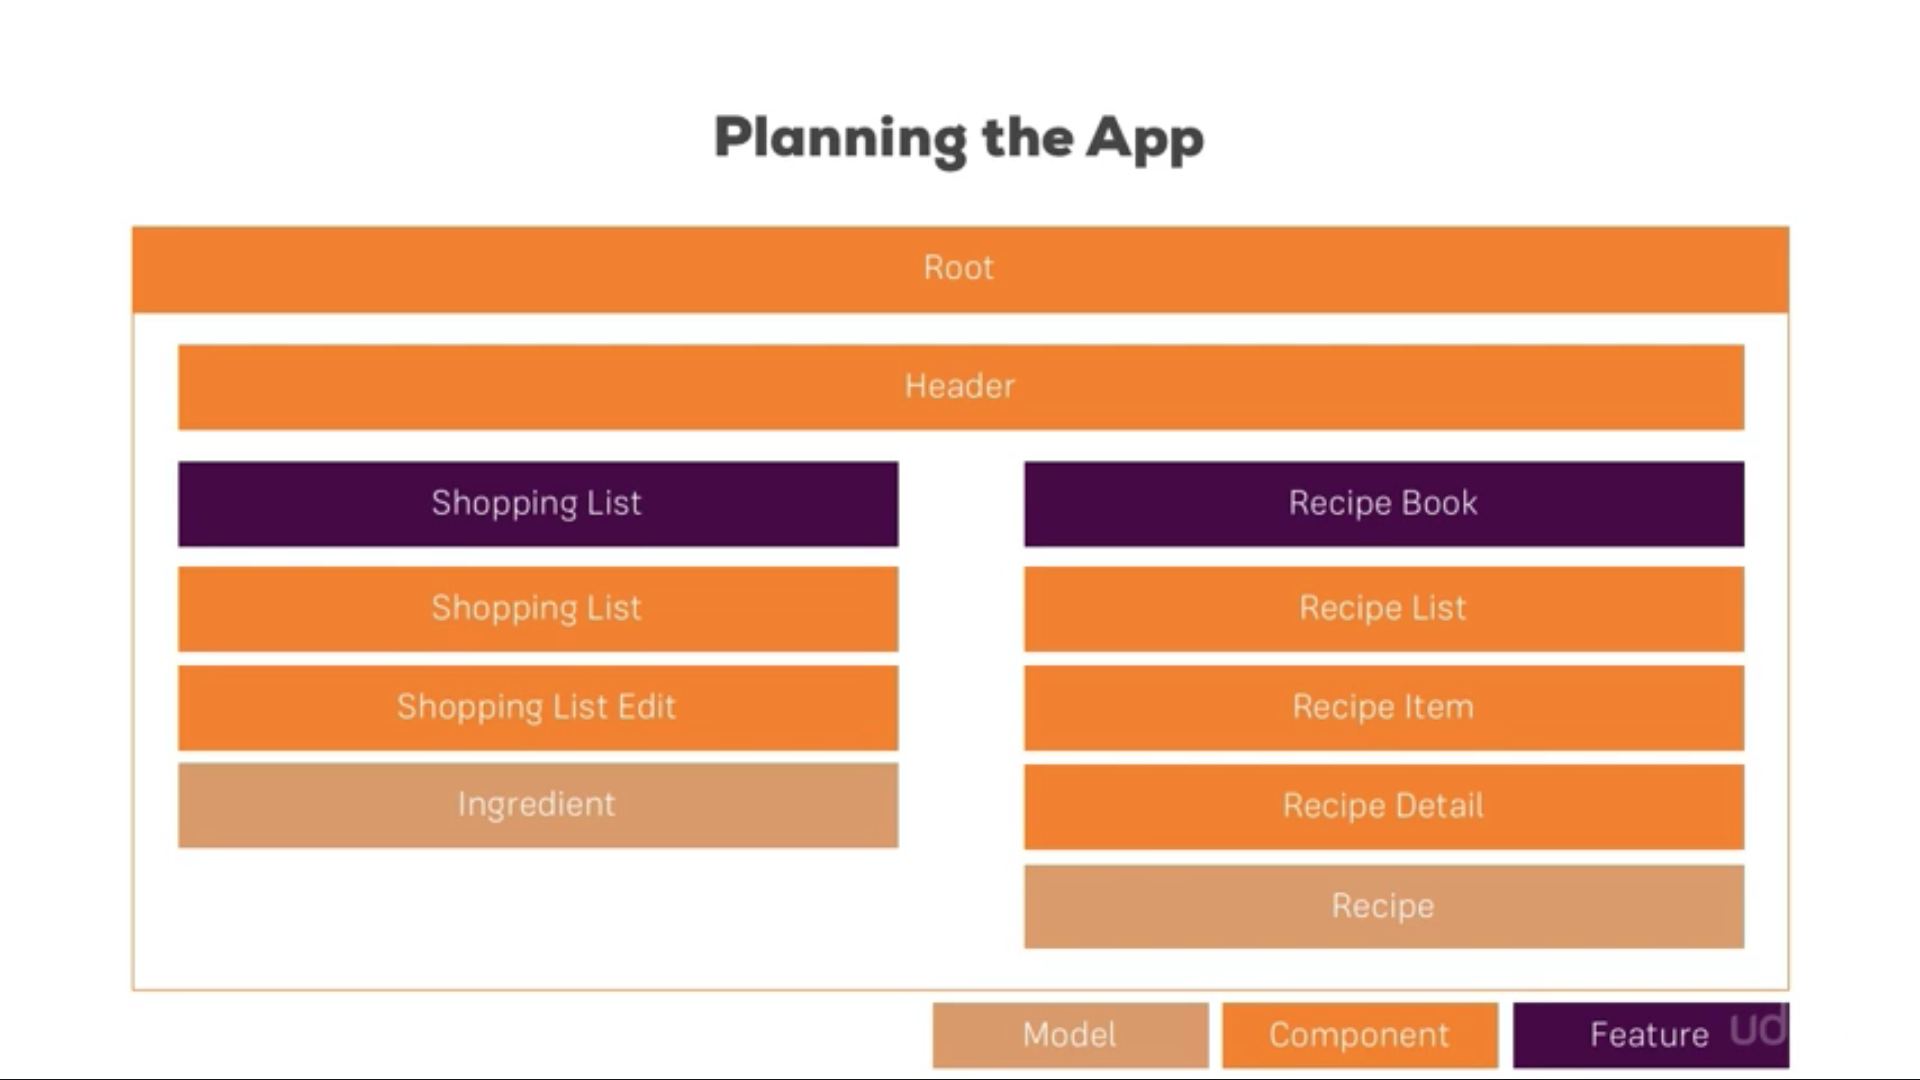 Planning the App
Root
Header
Shopping List
Recipe Book
Shopping List
Recipe List
Shopping List Edit
Recipe Item
Ingredient
Recipe Detail
Recipe
Model
Component
Feature
ud